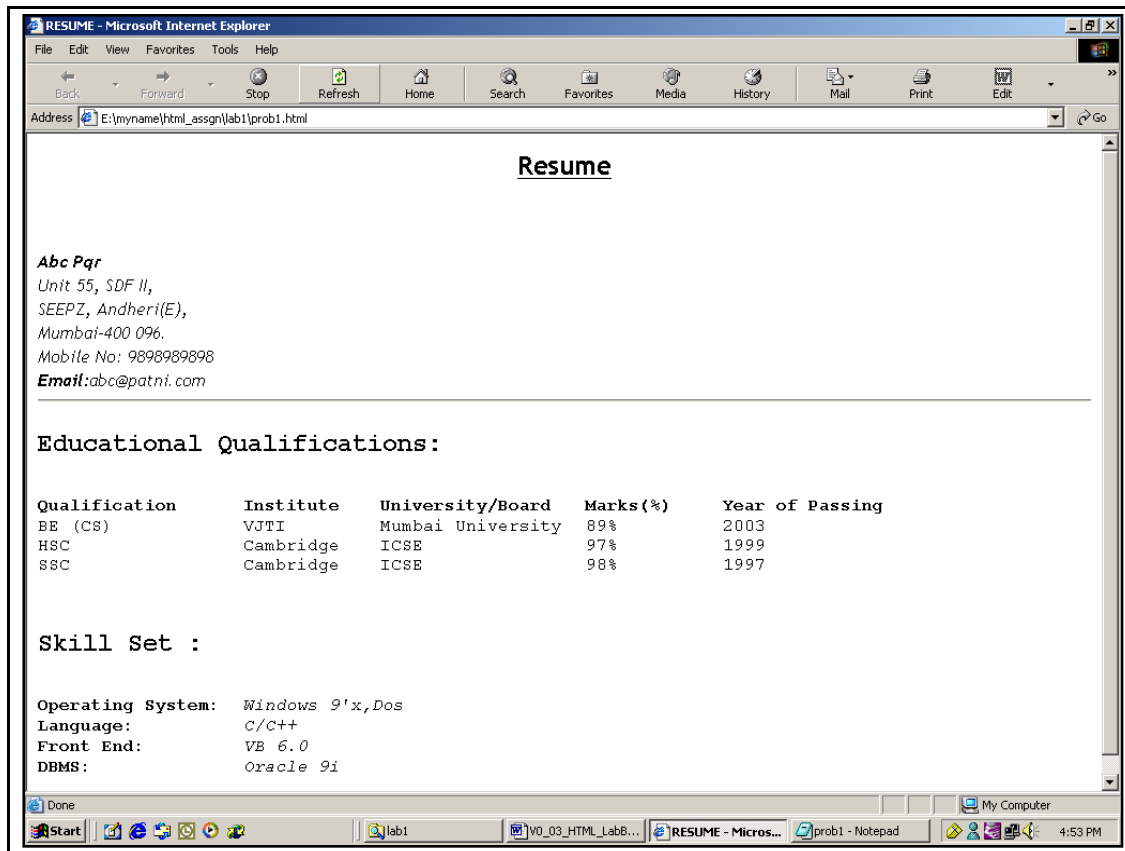 RESUME - Microsoft Internet Explorer
File Edit View Favorites Tools Help
Back Forward Stop Refresh Home Search Favorites Media History Mail Print Edit »
Address E:\myname\html_assgn\lab1\prob1.html Go
Resume
Abc Pqr
Unit 55, SDF II,
SEEPZ, Andheri(E),
Mumbai-400 096.
Mobile No: 9898989898
Email:abc@patni.com
Educational Qualifications:
Qualification Institute University/Board Marks(%) Year of Passing
BE (CS) VJTI Mumbai University 89% 2003
HSC Cambridge ICSE 97% 1999
SSC Cambridge ICSE 98% 1997
Skill Set :
Operating System: Windows 9'x,Dos
Language: C/C++
Front End: VB 6.0
DBMS: Oracle 9i
Done My Computer
Start lab1 V0_03_HTML_LabB... RESUME - Micros... prob1 - Notepad 4:53 PM